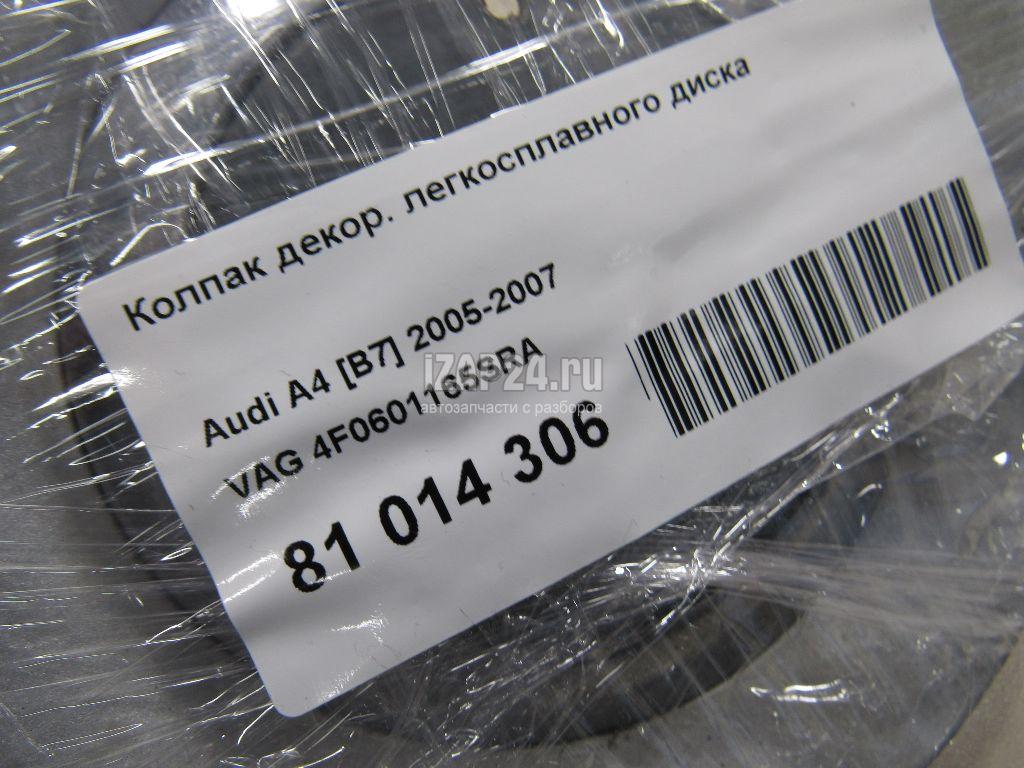 Колпак декор. легкосплавного диска
Audi A4 [B7] 2005-2007
VAG 4F0601165SRA
81 014 306
iZAP24.ru
автозапчасти с разборов